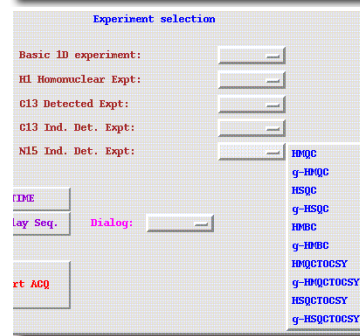 Experiment selection
Basic 1D experiment:
H1 Homonuclear Expt:
C13 Detected Expt:
C13 Ind. Det. Expt:
N15 Ind. Det. Expt:
HMQC
g-HMQC
HSQC
g-HSQC
HMBC
g-HMBC
HMQCTOCSY
g-HMQCTOCSY
HSQCTOCSY
g-HSQCTOCSY
TIME
lay Seq.
Dialog:
rt ACQ